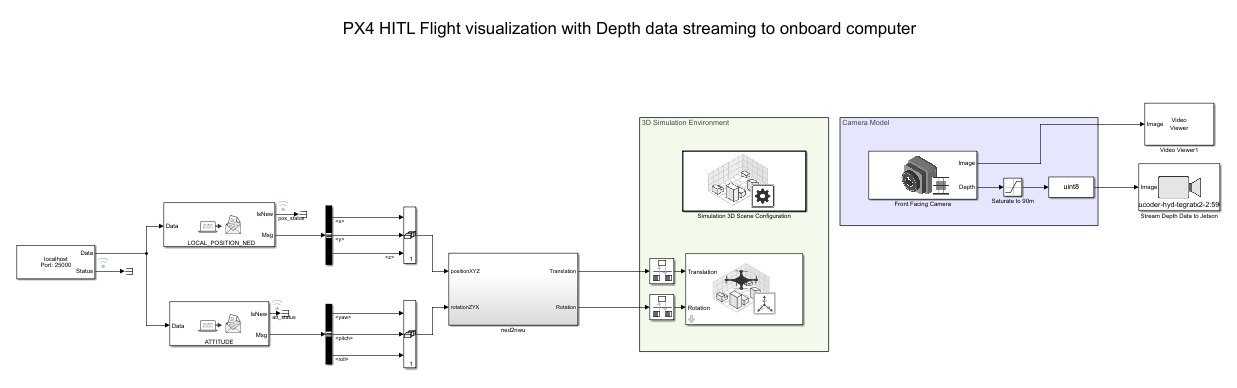 PX4 HITL Flight visualization with Depth data streaming to onboard computer
3D Simulation Environment
Camera Model
Image
Video
Viewer
Video Viewer1
Simulation 3D Scene Configuration
Image
Depth
Front Facing Camera
Saturate to 90m
uint8
Image
ucoder-hyd-tegratx2-2:59
Stream Depth Data to Jetson
localhost
Port: 25000
Data
Status
Data
IsNew
Msg
LOCAL_POSITION_NED
pos_status
<x>
<y>
<z>
1
Data
IsNew
Msg
ATTITUDE
att_status
<yaw>
<pitch>
<roll>
1
positionXYZ
rotationZYX
Translation
Rotation
ned2nwu
Translation
Rotation